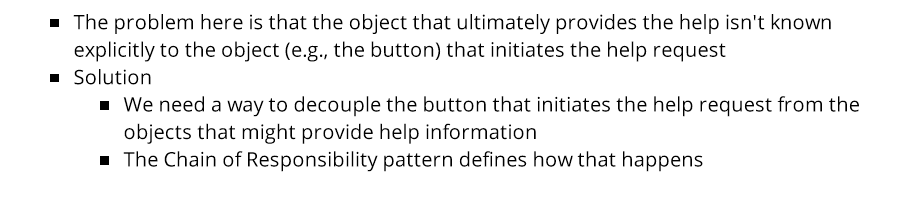 ▪ The problem here is that the object that ultimately provides the help isn't known
explicitly to the object (e.g., the button) that initiates the help request
▪ Solution
▪ We need a way to decouple the button that initiates the help request from the
objects that might provide help information
▪ The Chain of Responsibility pattern defines how that happens